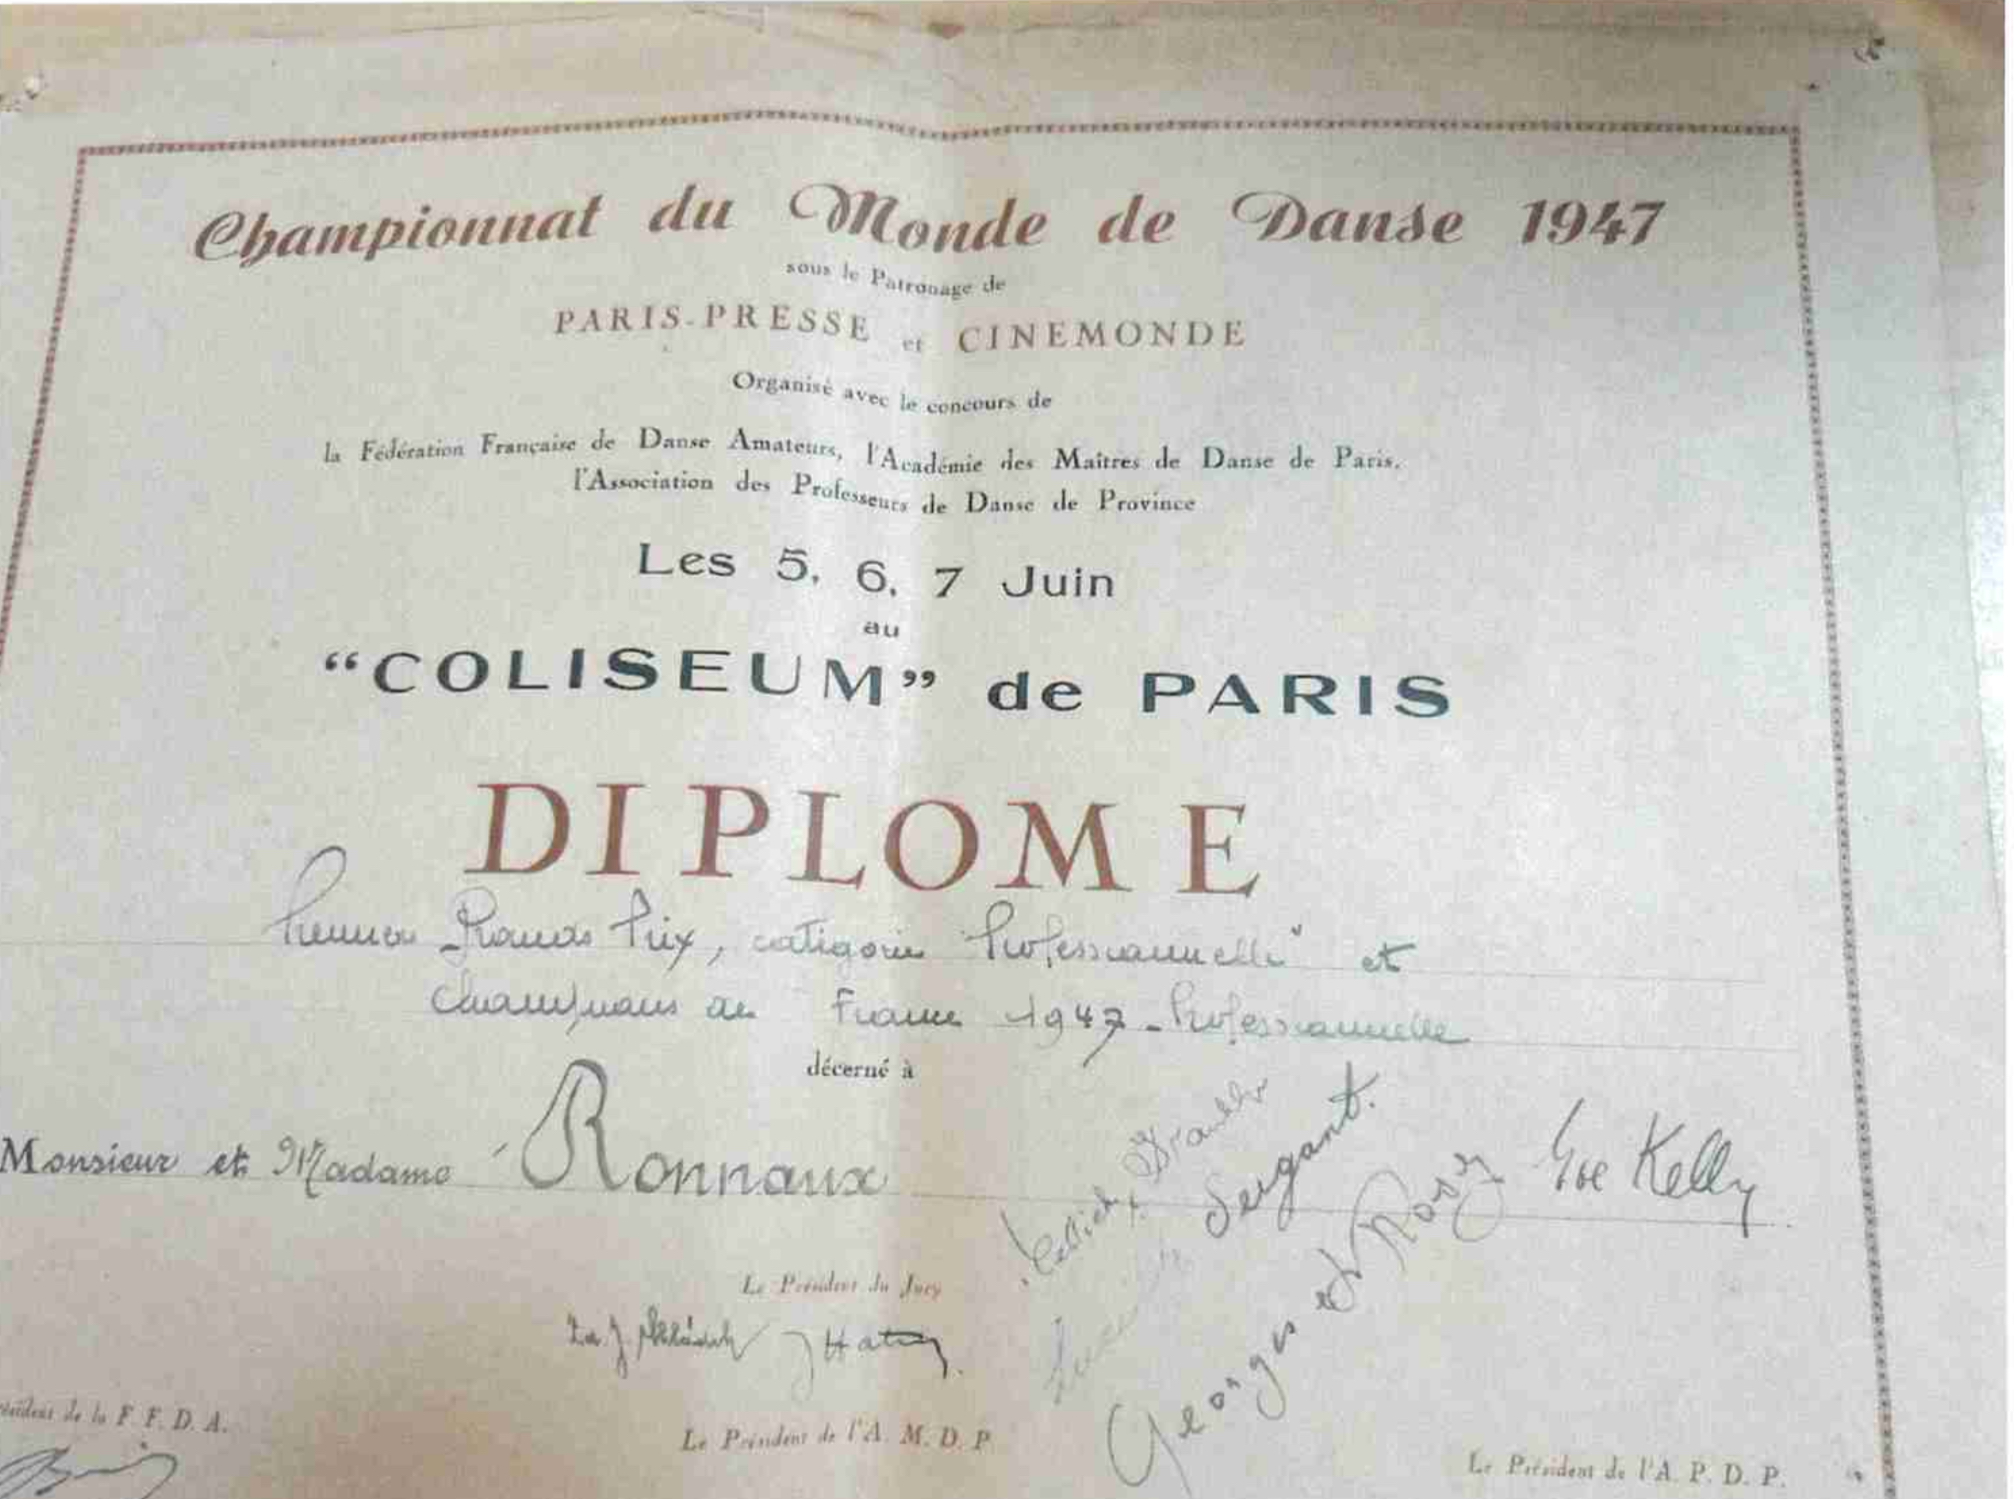 Championnat du Monde de Danse 1947
sous le Patronage de
PARIS-PRESSE et CINEMONDE
Organisé avec le concours de
la Fédération Française de Danse Amateurs, l'Académie des Maîtres de Danse de Paris,
l'Association des Professeurs de Danse de Province
Les 5, 6, 7 Juin
au
"COLISEUM" de PARIS
DIPLOME
Prix, catégorie "Professionnelle" et
Champions de France 1947 - Professionnelle
décerné à
Monsieur et Madame Ronnaux
Sergant.
Georges et Rosy
Eve Kelly
Le Président du Jury
Président de la F. F. D. A.
Le Président de l'A. M. D. P.
Le Président de l'A. P. D. P.